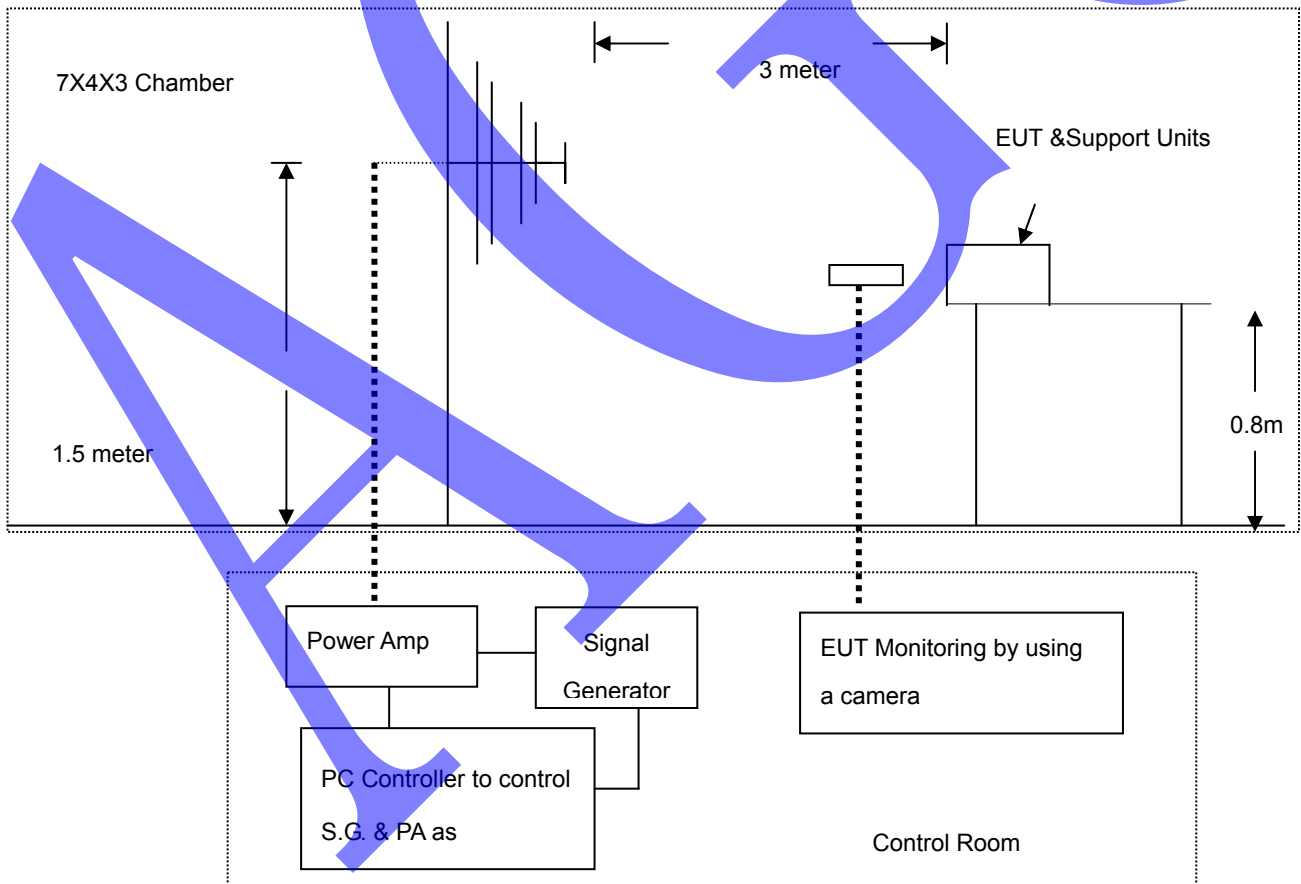 7X4X3 Chamber
3 meter
EUT &Support Units
1.5 meter
0.8m
Power Amp
Signal
Generator
EUT Monitoring by using
a camera
PC Controller to control
S.G. & PA as
Control Room